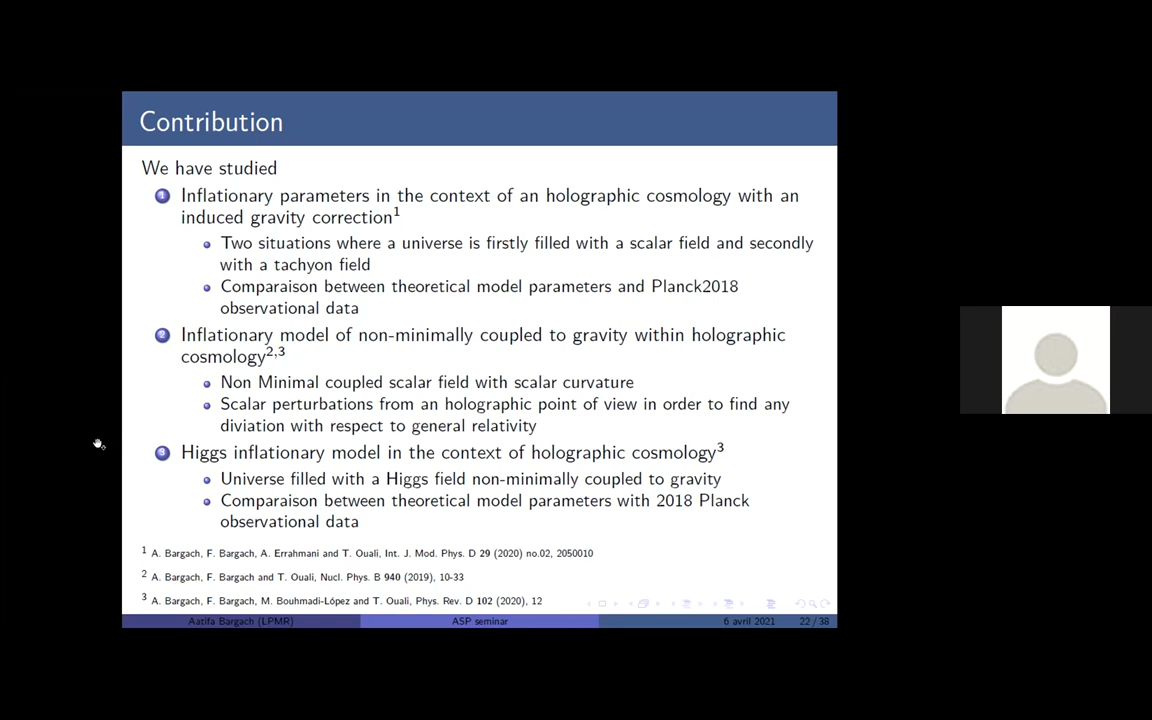 Contribution
We have studied
1 Inflationary parameters in the context of an holographic cosmology with an
induced gravity correction1
Two situations where a universe is firstly filled with a scalar field and secondly
with a tachyon field
Comparaison between theoretical model parameters and Planck2018
observational data
2 Inflationary model of non-minimally coupled to gravity within holographic
cosmology2,3
Non Minimal coupled scalar field with scalar curvature
Scalar perturbations from an holographic point of view in order to find any
diviation with respect to general relativity
3 Higgs inflationary model in the context of holographic cosmology3
Universe filled with a Higgs field non-minimally coupled to gravity
Comparaison between theoretical model parameters with 2018 Planck
observational data
1 A. Bargach, F. Bargach, A. Errahmani and T. Ouali, Int. J. Mod. Phys. D 29 (2020) no.02, 2050010
2 A. Bargach, F. Bargach and T. Ouali, Nucl. Phys. B 940 (2019), 10-33
3 A. Bargach, F. Bargach, M. Bouhmadi-López and T. Ouali, Phys. Rev. D 102 (2020), 12
Aatifa Bargach (LPMR) ASP seminar 6 avril 2021 22 / 38